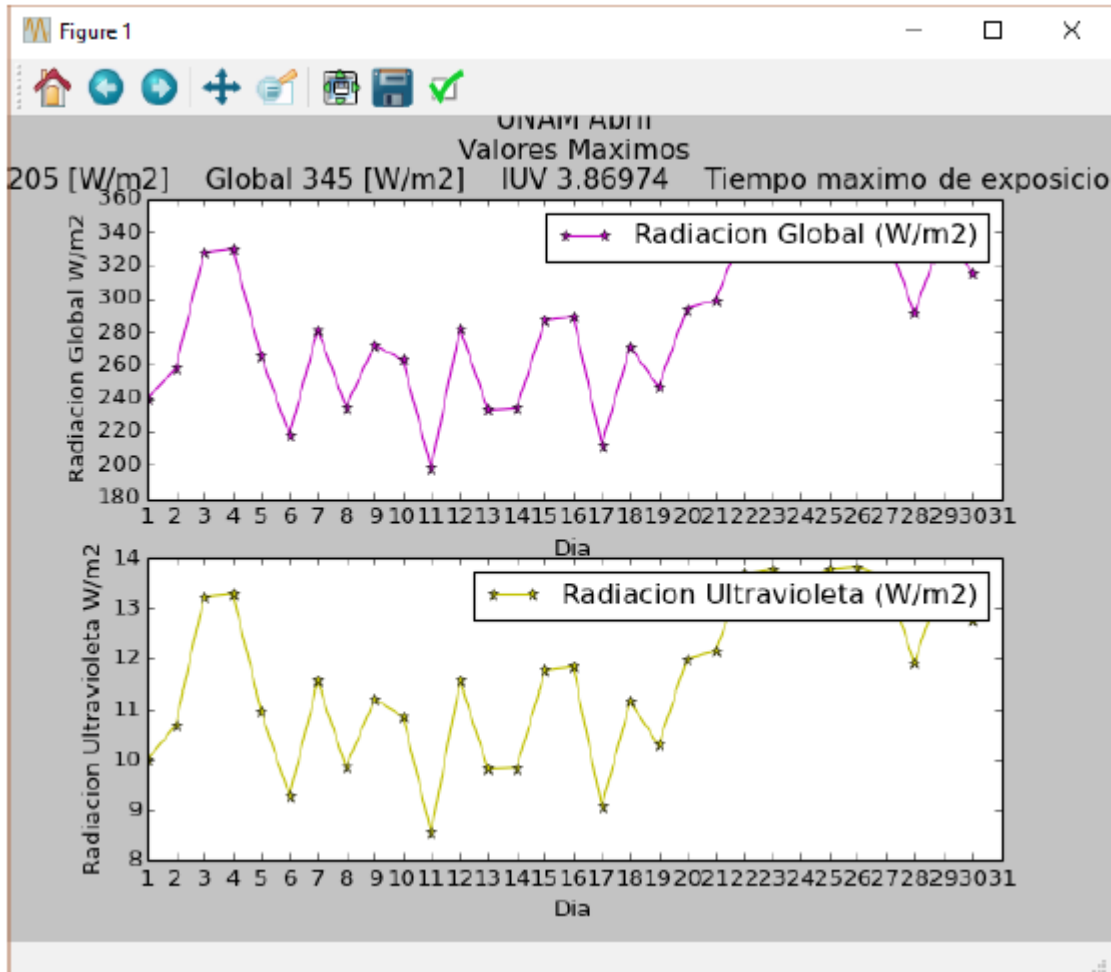 Figure 1
UNAM Abril
Valores Maximos
205 [W/m2] Global 345 [W/m2] IUV 3.86974 Tiempo maximo de exposicio
360
340
320
300
280
260
240
220
200
180
Radiacion Global W/m2
Radiacion Global (W/m2)
1 2 3 4 5 6 7 8 9 10 11 12 13 14 15 16 17 18 19 20 21 22 23 24 25 26 27 28 29 30 31
Dia
14
13
12
11
10
9
8
Radiacion Ultravioleta W/m2
Radiacion Ultravioleta (W/m2)
1 2 3 4 5 6 7 8 9 10 11 12 13 14 15 16 17 18 19 20 21 22 23 24 25 26 27 28 29 30 31
Dia